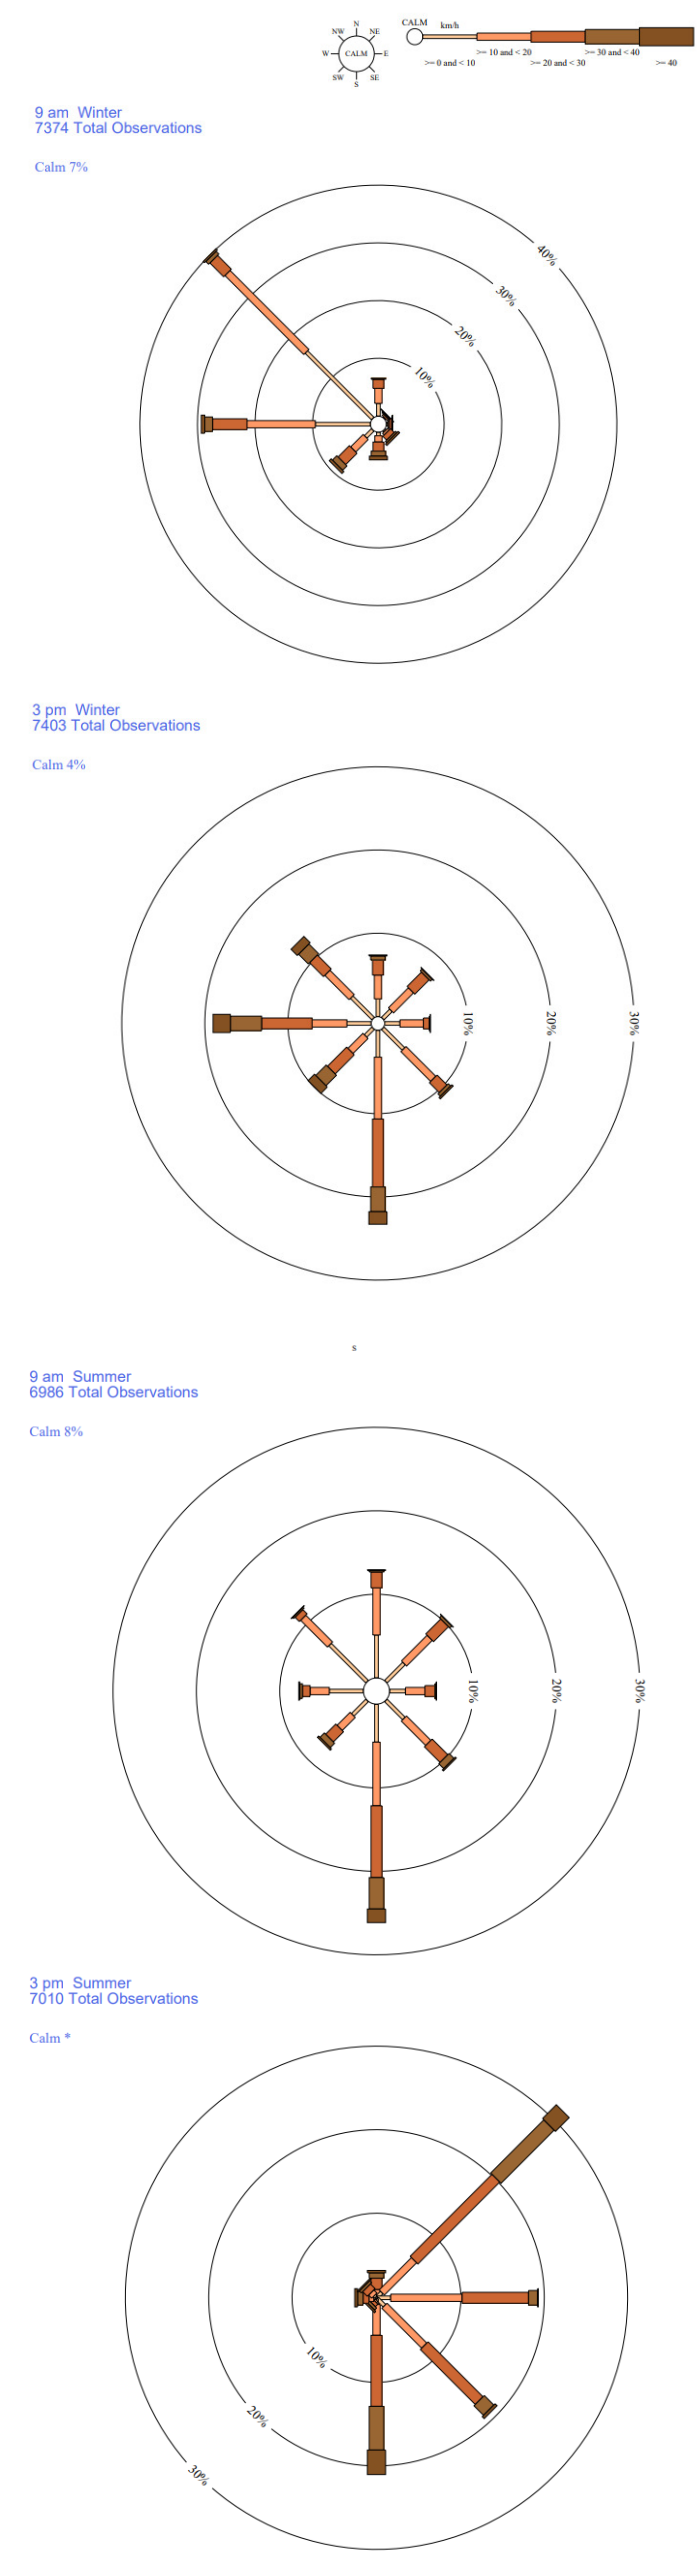 N
NW NE
W CALM E
SW SE
S
CALM km/h
>= 10 and < 20 >= 30 and < 40
>= 0 and < 10 >= 20 and < 30 >= 40
9 am Winter
7374 Total Observations
Calm 7%
40%
30%
20%
10%
3 pm Winter
7403 Total Observations
Calm 4%
10% 20% 30%
s
9 am Summer
6986 Total Observations
Calm 8%
10% 20% 30%
3 pm Summer
7010 Total Observations
Calm *
10%
20%
30%